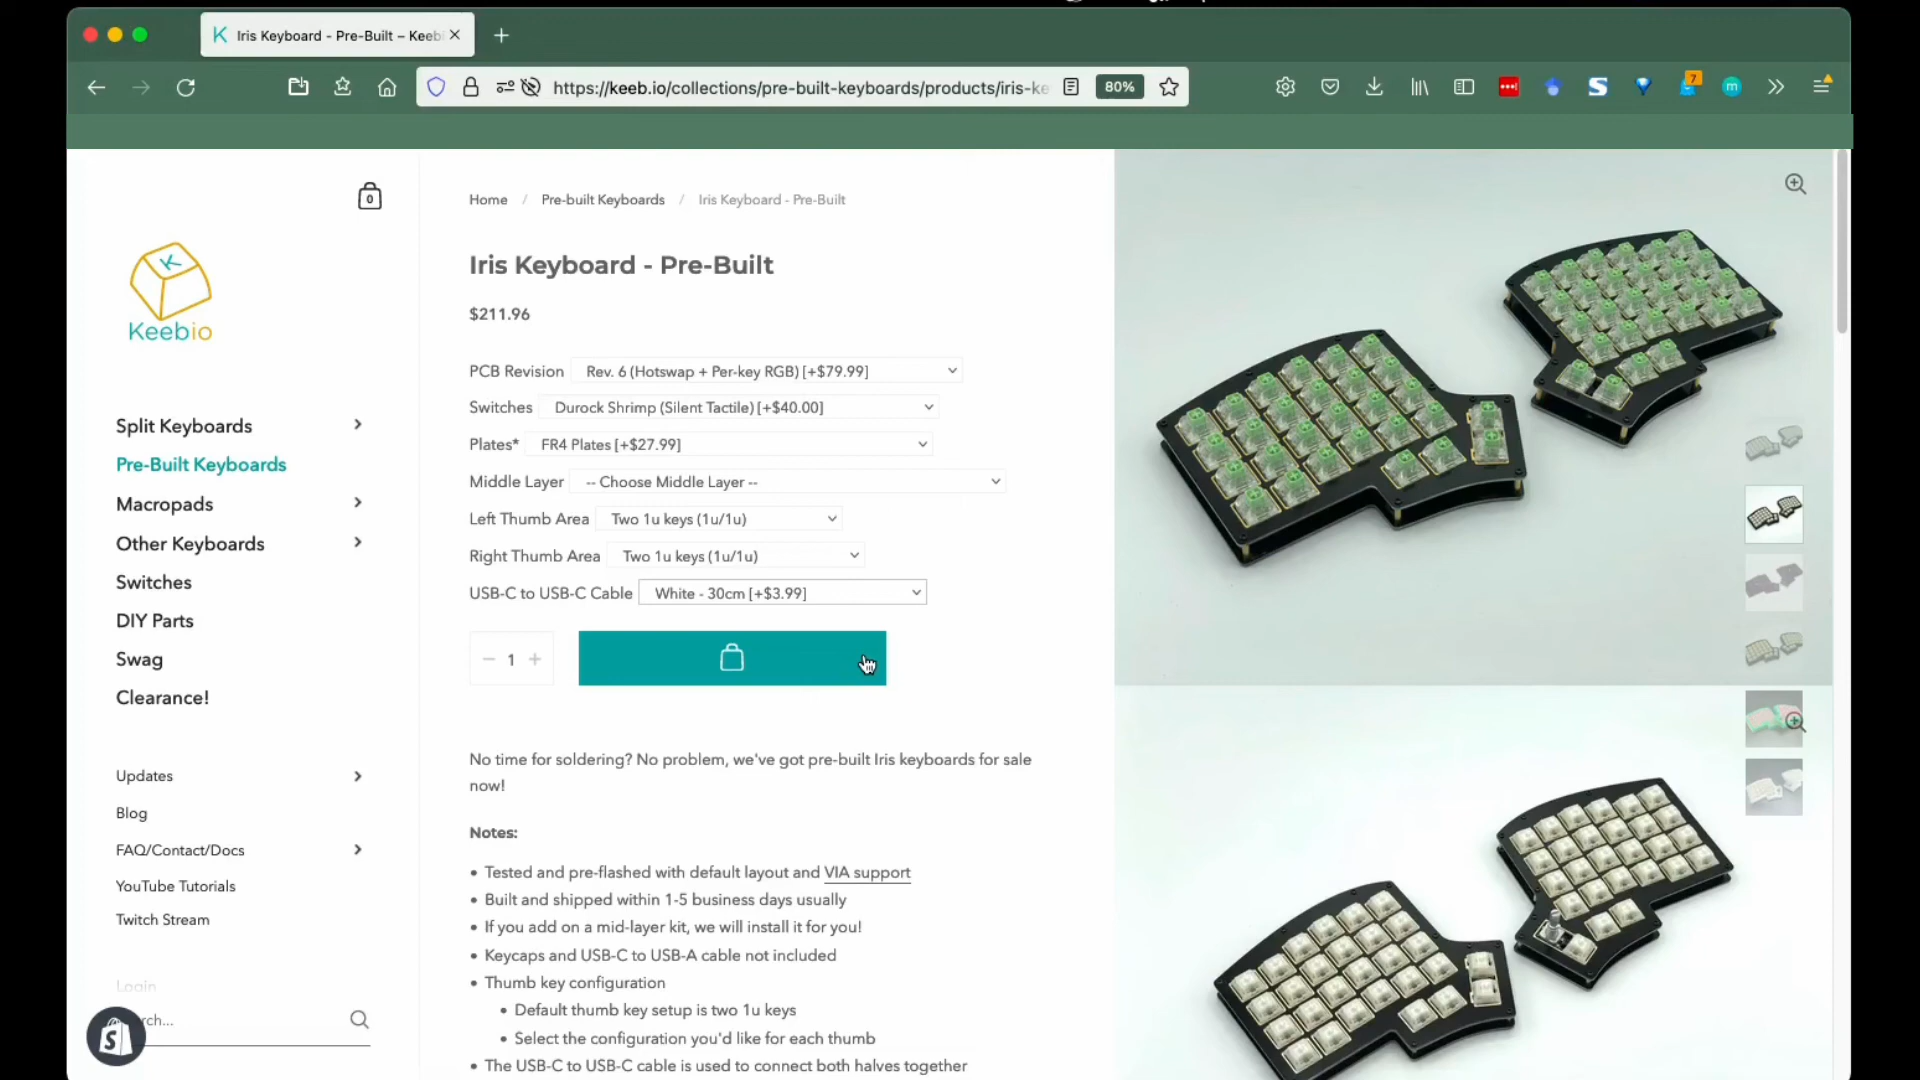 Iris Keyboard - Pre-Built – Keebi
https://keeb.io/collections/pre-built-keyboards/products/iris-ke
80%
7
m
0
Home / Pre-built Keyboards / Iris Keyboard - Pre-Built
K
Keebio
Iris Keyboard - Pre-Built
$211.96
PCB Revision Rev. 6 (Hotswap + Per-key RGB) [+$79.99]
Switches Durock Shrimp (Silent Tactile) [+$40.00]
Plates* FR4 Plates [+$27.99]
Middle Layer -- Choose Middle Layer --
Left Thumb Area Two 1u keys (1u/1u)
Right Thumb Area Two 1u keys (1u/1u)
USB-C to USB-C Cable White - 30cm [+$3.99]
1
Split Keyboards
Pre-Built Keyboards
Macropads
Other Keyboards
Switches
DIY Parts
Swag
Clearance!
Updates
Blog
FAQ/Contact/Docs
YouTube Tutorials
Twitch Stream
Login
rch...
No time for soldering? No problem, we've got pre-built Iris keyboards for sale
now!
Notes:
• Tested and pre-flashed with default layout and VIA support
• Built and shipped within 1-5 business days usually
• If you add on a mid-layer kit, we will install it for you!
• Keycaps and USB-C to USB-A cable not included
• Thumb key configuration
• Default thumb key setup is two 1u keys
• Select the configuration you'd like for each thumb
• The USB-C to USB-C cable is used to connect both halves together